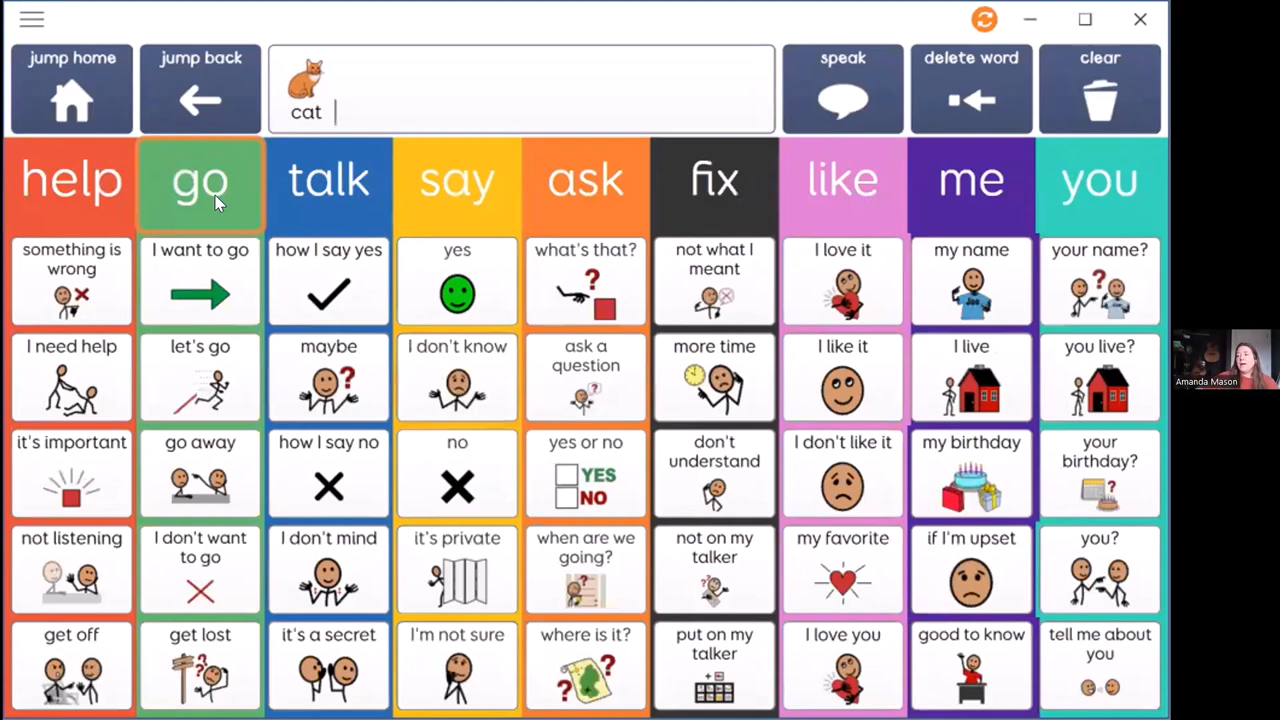 jump home
jump back
cat
speak
delete word
clear
help
go
talk
say
ask
fix
like
me
you
something is
wrong
I want to go
how I say yes
yes
what's that?
not what I
meant
I love it
my name
Joe
your name?
I need help
let's go
maybe
I don't know
ask a
question
more time
I like it
I live
you live?
it's important
go away
how I say no
no
yes or no
YES
NO
don't
understand
I don't like it
my birthday
your
birthday?
not listening
I don't want
to go
I don't mind
it's private
when are we
going?
not on my
talker
my favorite
if I'm upset
you?
get off
get lost
it's a secret
I'm not sure
where is it?
put on my
talker
I love you
good to know
tell me about
you
Amanda Mason